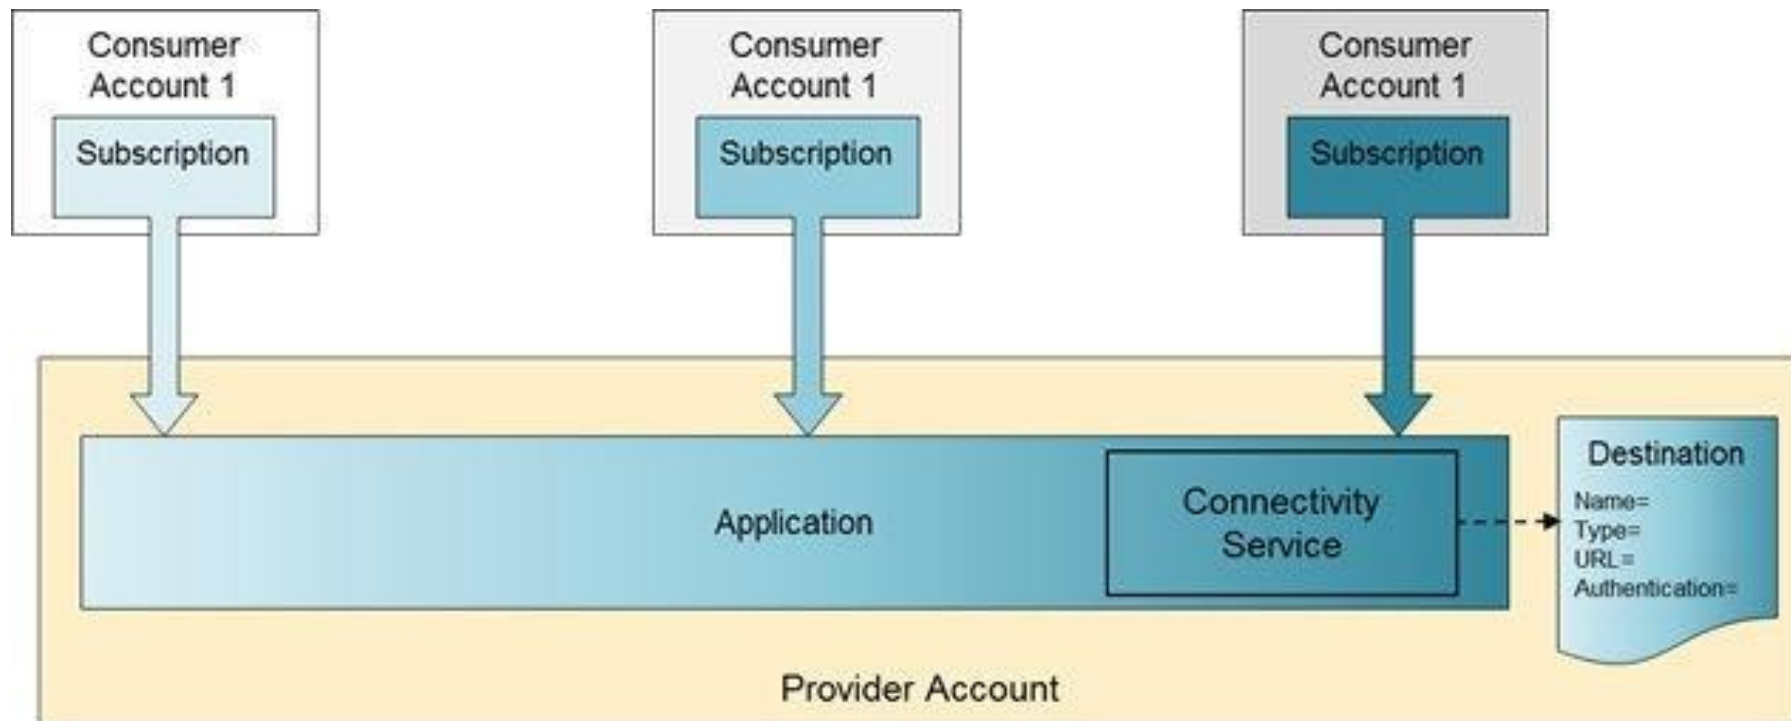 Consumer
Account 1
Subscription
Consumer
Account 1
Subscription
Consumer
Account 1
Subscription
Application
Connectivity
Service
Destination
Name=
Type=
URL=
Authentication=
Provider Account